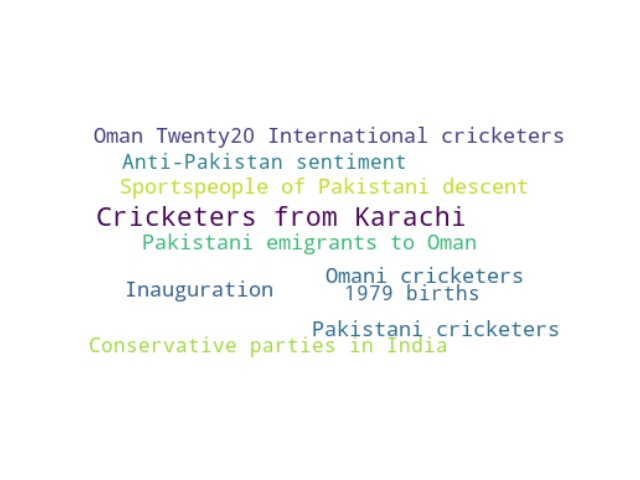 Oman Twenty20 International cricketers
Anti-Pakistan sentiment
Sportspeople of Pakistani descent
Cricketers from Karachi
Pakistani emigrants to Oman
Omani cricketers
Inauguration
1979 births
Pakistani cricketers
Conservative parties in India